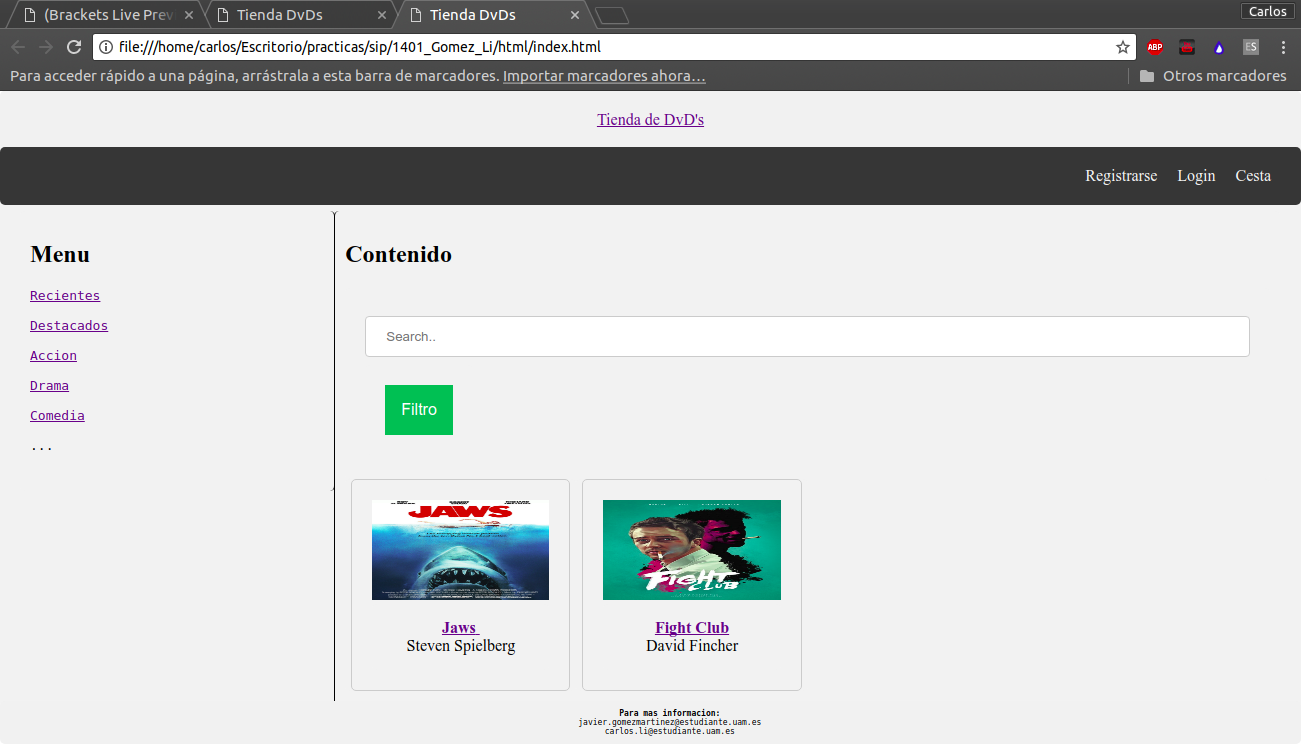 (Brackets Live Prev
Tienda DvDs
Tienda DvDs
Carlos
file:///home/carlos/Escritorio/practicas/sip/1401_Gomez_Li/html/index.html
ABP
ES
Para acceder rápido a una página, arrástrala a esta barra de marcadores. Importar marcadores ahora...
Otros marcadores
Tienda de DvD's
Registrarse Login Cesta
Menu
Recientes
Destacados
Accion
Drama
Comedia
...
Contenido
Search..
Filtro
JAWS
Jaws
Steven Spielberg
FIGHT
CLUB
Fight Club
David Fincher
Para mas informacion:
javier.gomezmartinez@estudiante.uam.es
carlos.li@estudiante.uam.es